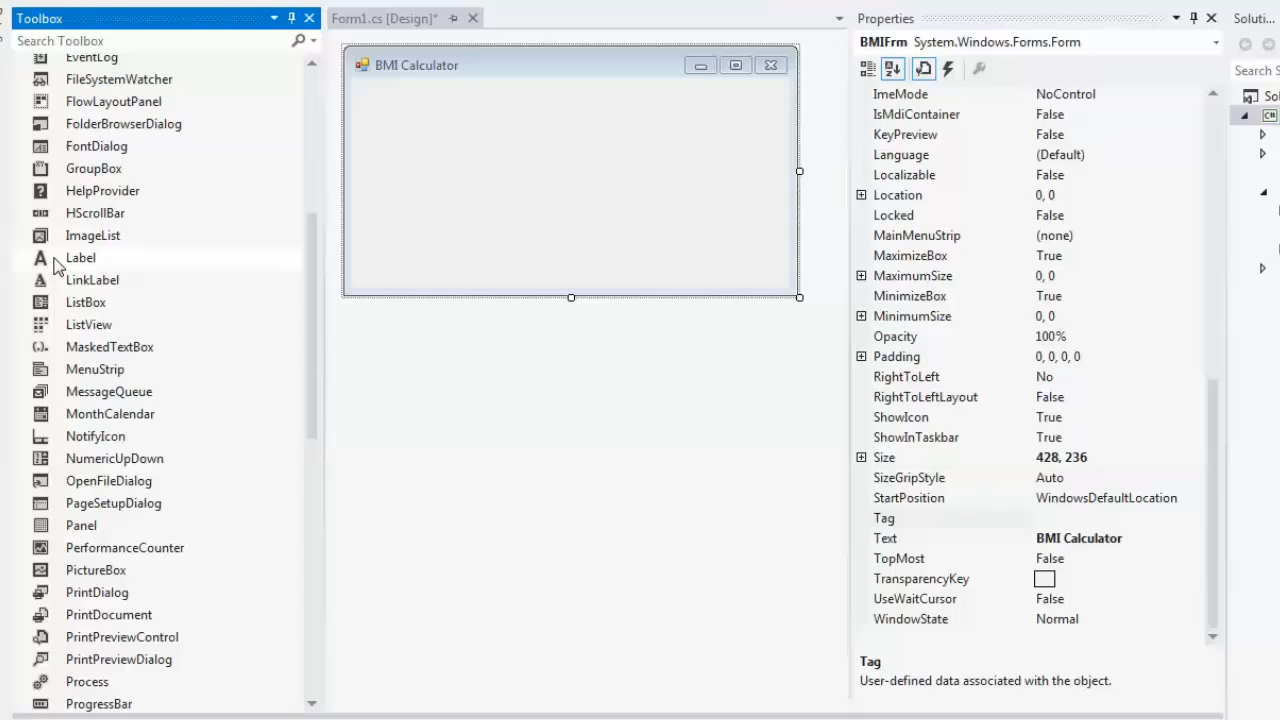 Toolbox
Search Toolbox
EventLog
FileSystemWatcher
FlowLayoutPanel
FolderBrowserDialog
FontDialog
GroupBox
HelpProvider
HScrollBar
ImageList
Label
LinkLabel
ListBox
ListView
MaskedTextBox
MenuStrip
MessageQueue
MonthCalendar
NotifyIcon
NumericUpDown
OpenFileDialog
PageSetupDialog
Panel
PerformanceCounter
PictureBox
PrintDialog
PrintDocument
PrintPreviewControl
PrintPreviewDialog
Process
ProgressBar
Form1.cs [Design]*
BMI Calculator
Properties
BMIFrm System.Windows.Forms.Form
ImeMode NoControl
IsMdiContainer False
KeyPreview False
Language (Default)
Localizable False
Location 0, 0
Locked False
MainMenuStrip (none)
MaximizeBox True
MaximumSize 0, 0
MinimizeBox True
MinimumSize 0, 0
Opacity 100%
Padding 0, 0, 0, 0
RightToLeft No
RightToLeftLayout False
ShowIcon True
ShowInTaskbar True
Size 428, 236
SizeGripStyle Auto
StartPosition WindowsDefaultLocation
Tag
Text BMI Calculator
TopMost False
TransparencyKey
UseWaitCursor False
WindowState Normal
Tag
User-defined data associated with the object.
Soluti...
Search S
Sol
C#